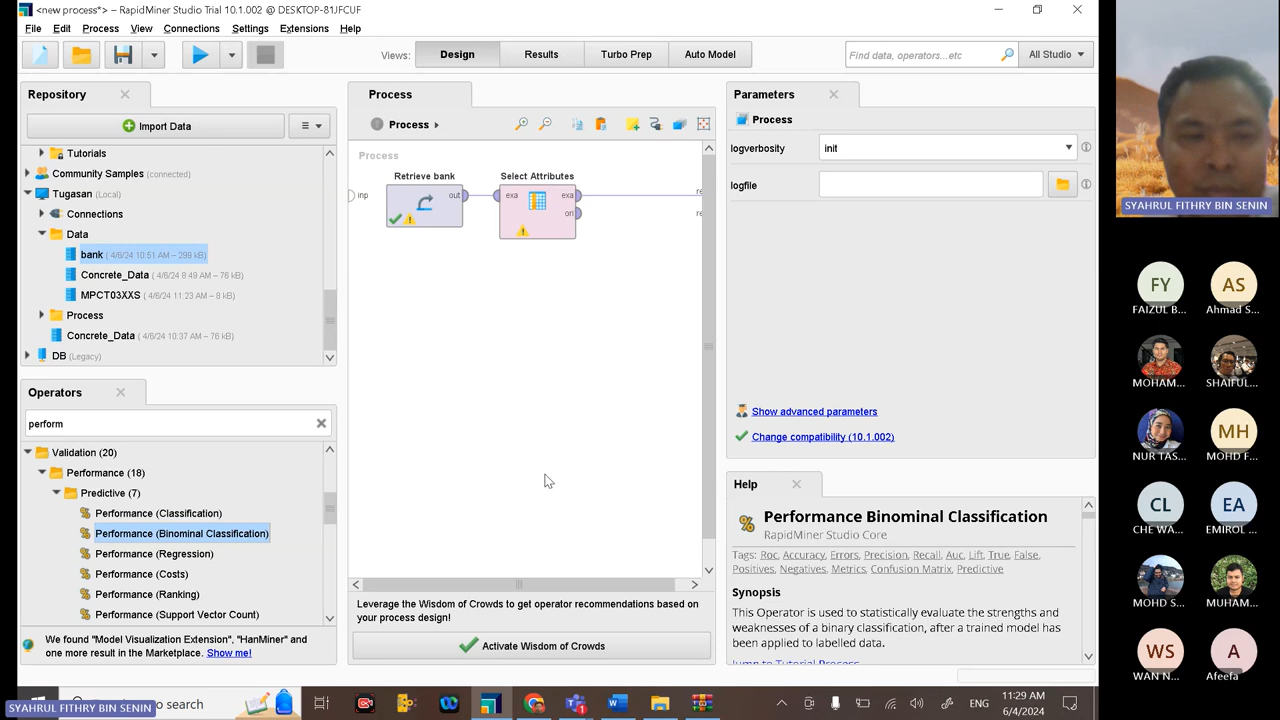 <new process*> – RapidMiner Studio Trial 10.1.002 @ DESKTOP-81JFCUF
File Edit Process View Connections Settings Extensions Help
Views: Design Results Turbo Prep Auto Model
Find data, operators...etc All Studio
Repository
Import Data
Tutorials
Community Samples (connected)
Tugasan (Local)
Connections
Data
bank (4/6/24 10:51 AM – 299 kB)
Concrete_Data (4/6/24 8:49 AM – 76 kB)
MPCT03XXS (4/6/24 11:23 AM – 8 kB)
Process
Concrete_Data (4/6/24 10:37 AM – 76 kB)
DB (Legacy)
Operators
perform
Validation (20)
Performance (18)
Predictive (7)
Performance (Classification)
Performance (Binominal Classification)
Performance (Regression)
Performance (Costs)
Performance (Ranking)
Performance (Support Vector Count)
We found "Model Visualization Extension", "HanMiner" and
one more result in the Marketplace. Show me!
Process
Process
Process
Retrieve bank Select Attributes
inp out exa exa re
ori re
Leverage the Wisdom of Crowds to get operator recommendations based on
your process design!
Activate Wisdom of Crowds
Parameters
Process
logverbosity init
logfile
Show advanced parameters
Change compatibility (10.1.002)
Help
Performance Binominal Classification
RapidMiner Studio Core
Tags: Roc, Accuracy, Errors, Precision, Recall, Auc, Lift, True, False,
Positives, Negatives, Metrics, Confusion Matrix, Predictive
Synopsis
This Operator is used to statistically evaluate the strengths and
weaknesses of a binary classification, after a trained model has
been applied to labelled data.
Jump to Tutorial Process
SYAHRUL FITHRY BIN SENIN
FY AS
FAIZUL B... Ahmad S...
MOHAM... SHAIFUL...
MH
NUR TAS... MOHD F...
CL EA
CHE WA... EMIROL ...
MOHD S... MUHAM...
WS A
WAN N... Afeefa
SYAHRUL FITHRY BIN SENIN
search
ENG
11:29 AM
6/4/2024